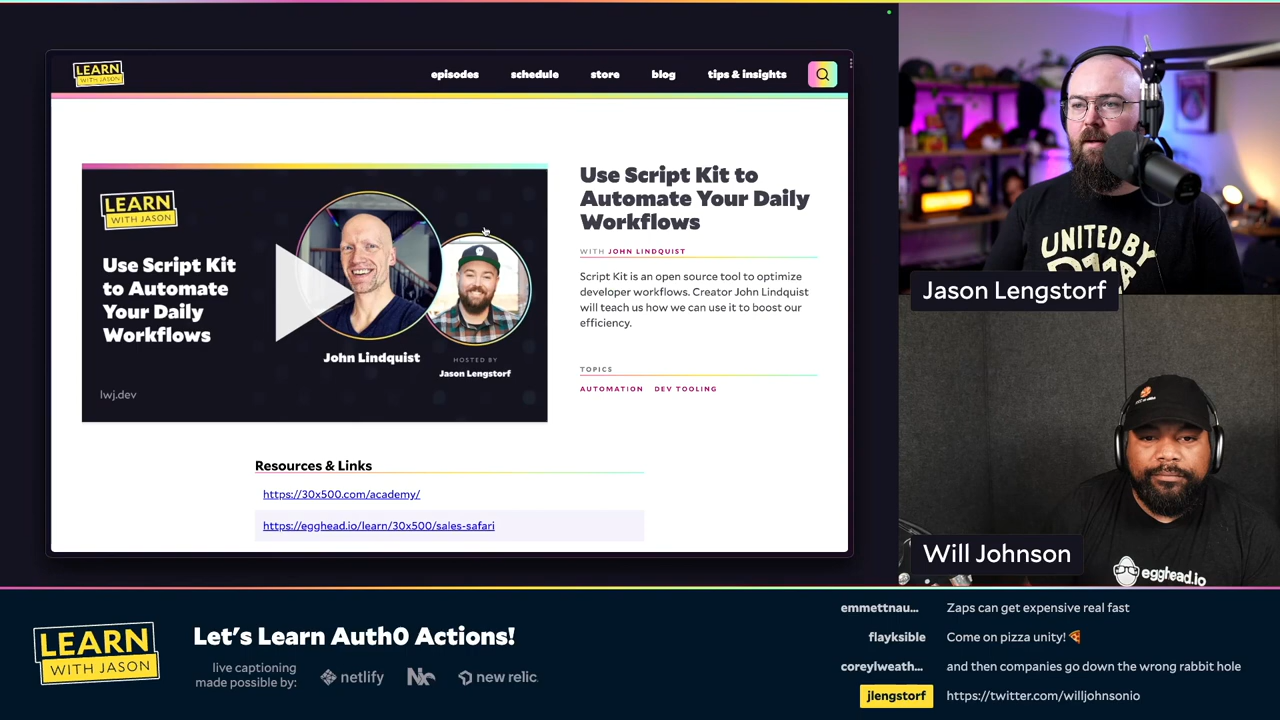 LEARN
WITH JASON
episodes
schedule
store
blog
tips & insights
LEARN
WITH JASON
Use Script Kit
to Automate
Your Daily
Workflows
John Lindquist
HOSTED BY
Jason Lengstorf
lwj.dev
Use Script Kit to
Automate Your Daily
Workflows
WITH JOHN LINDQUIST
Script Kit is an open source tool to optimize
developer workflows. Creator John Lindquist
will teach us how we can use it to boost our
efficiency.
TOPICS
AUTOMATION DEV TOOLING
Resources & Links
https://30x500.com/academy/
https://egghead.io/learn/30x500/sales-safari
UNITED BY
Jason Lengstorf
egghead.io
Will Johnson
LEARN
WITH JASON
Let's Learn Auth0 Actions!
live captioning
made possible by:
netlify
new relic.
emmettnau... Zaps can get expensive real fast
flayksible Come on pizza unity! 🍕
coreylweath... and then companies go down the wrong rabbit hole
jlengstorf https://twitter.com/willjohnsonio